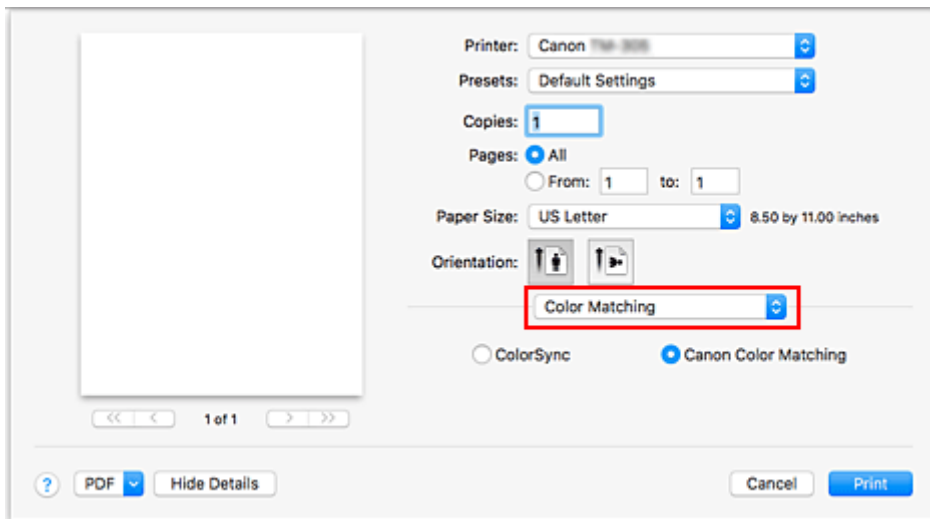 Printer: Canon
Presets: Default Settings
Copies: 1
Pages: All
From: 1 to: 1
Paper Size: US Letter 8.50 by 11.00 inches
Orientation:
Color Matching
ColorSync Canon Color Matching
<< < 1 of 1 > >>
? PDF Hide Details Cancel Print